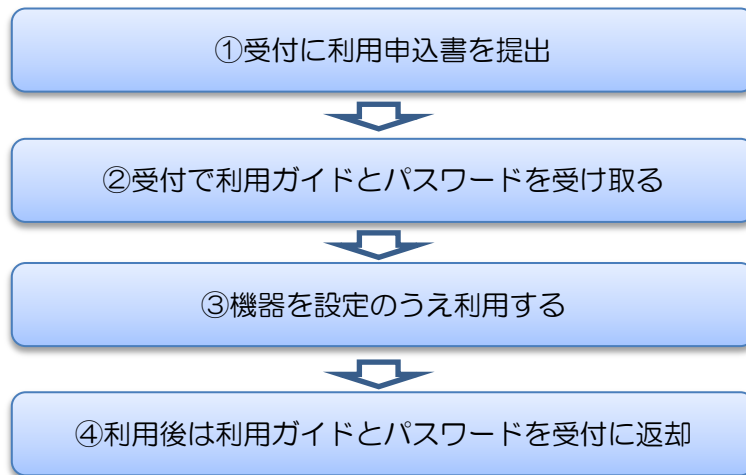 ①受付に利用申込書を提出
②受付で利用ガイドとパスワードを受け取る
③機器を設定のうえ利用する
④利用後は利用ガイドとパスワードを受付に返却